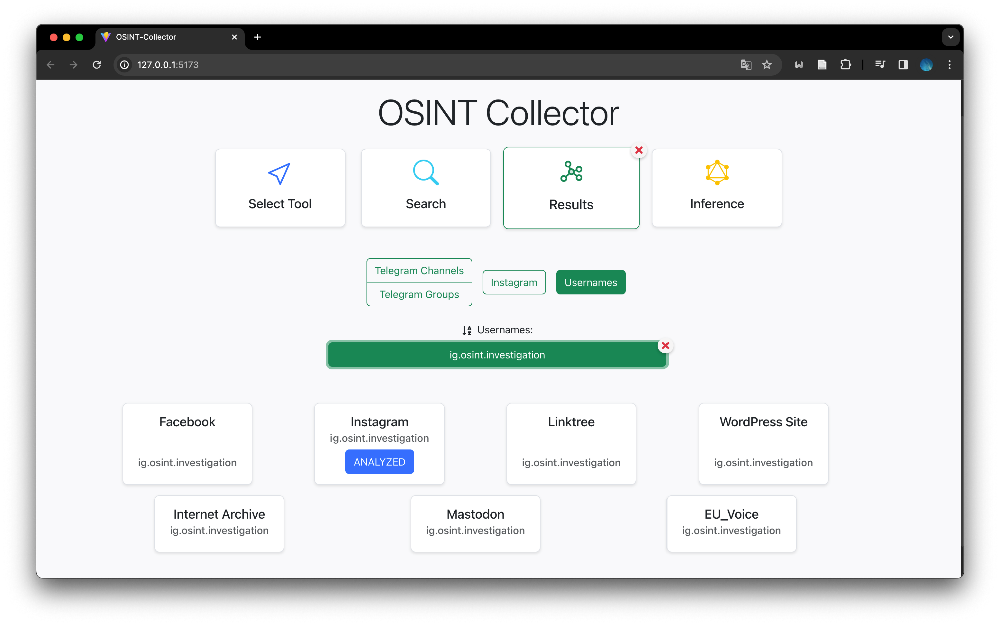 OSINT-Collector
127.0.0.1:5173
OSINT Collector
Select Tool
Search
Results
Inference
Telegram Channels
Telegram Groups
Instagram
Usernames
Usernames:
ig.osint.investigation
Facebook
ig.osint.investigation
Instagram
ig.osint.investigation
ANALYZED
Linktree
ig.osint.investigation
WordPress Site
ig.osint.investigation
Internet Archive
ig.osint.investigation
Mastodon
ig.osint.investigation
EU_Voice
ig.osint.investigation